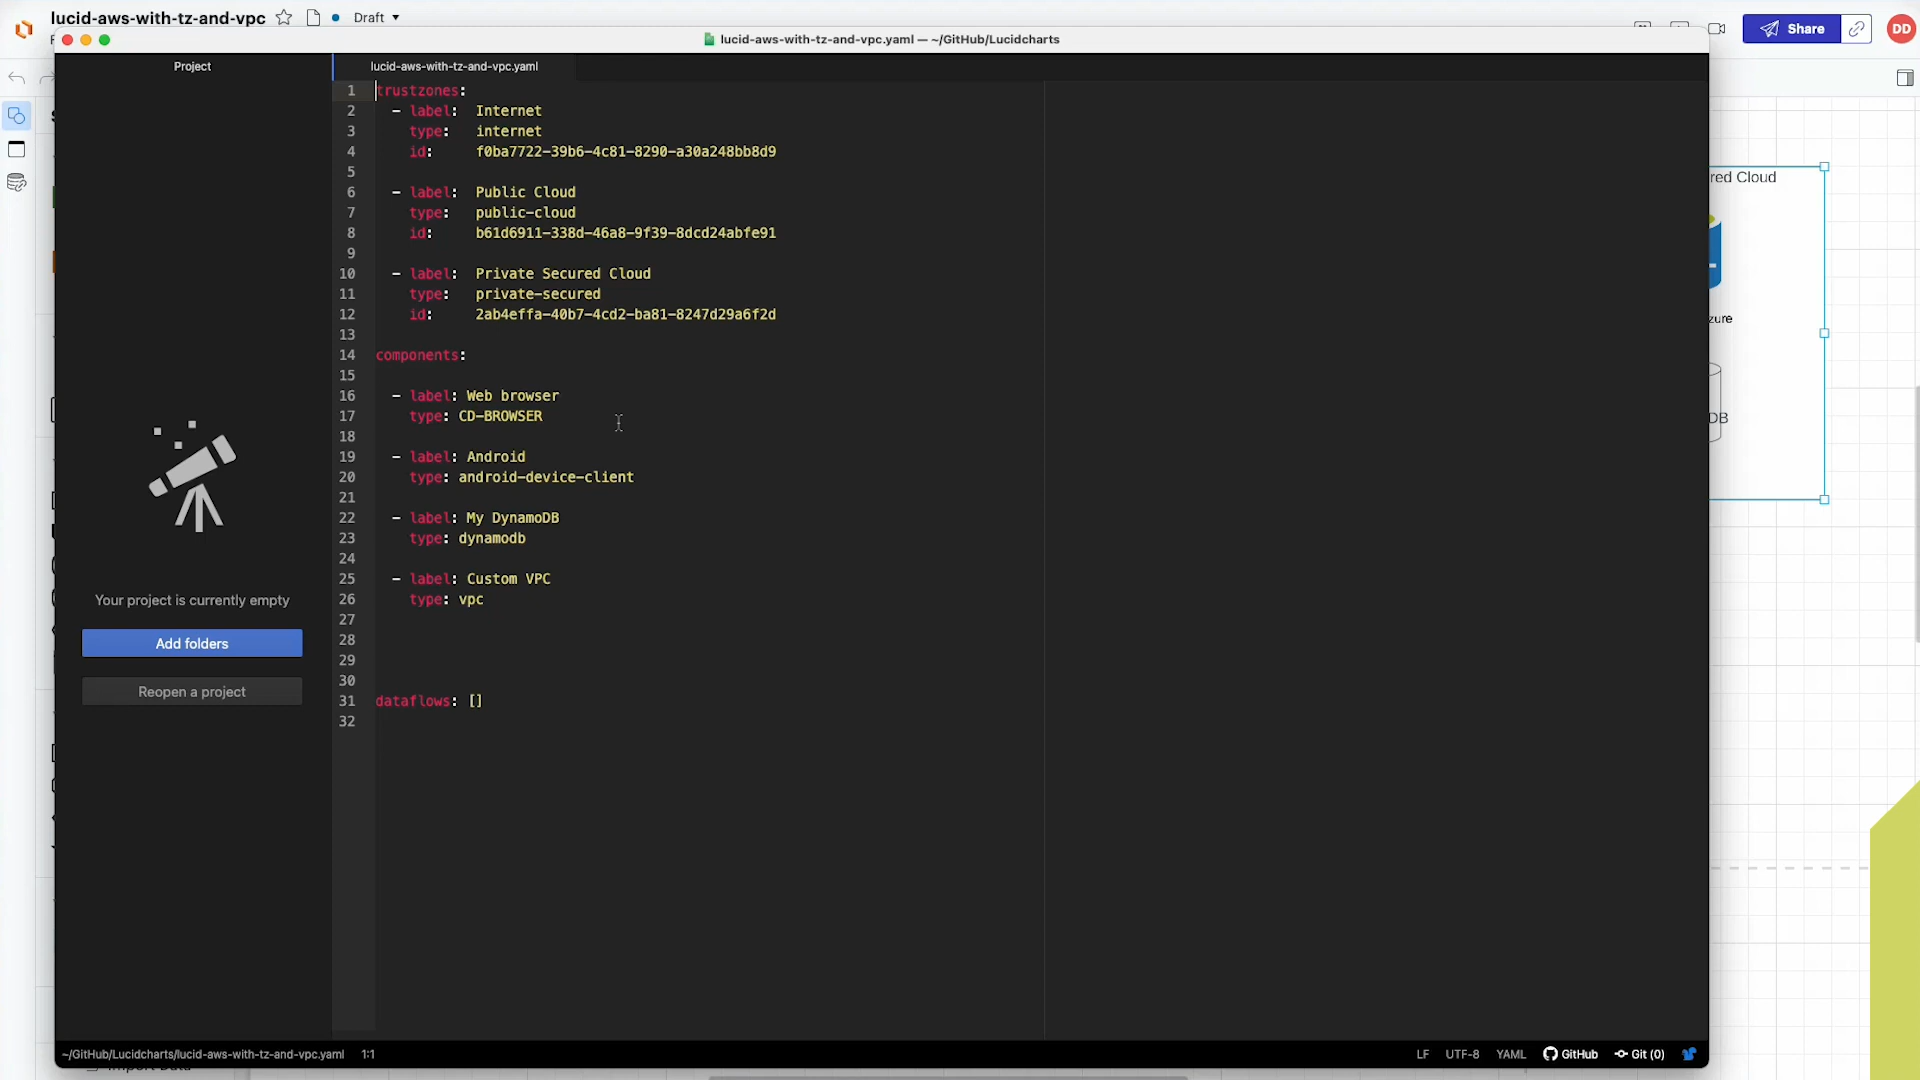 lucid-aws-with-tz-and-vpc
Draft
Share
DD
lucid-aws-with-tz-and-vpc.yaml — ~/GitHub/Lucidcharts
Project
lucid-aws-with-tz-and-vpc.yaml
1 trustzones:
2 - label: Internet
3 type: internet
4 id: f0ba7722-39b6-4c81-8290-a30a248bb8d9
5
6 - label: Public Cloud
7 type: public-cloud
8 id: b61d6911-338d-46a8-9f39-8dcd24abfe91
9
10 - label: Private Secured Cloud
11 type: private-secured
12 id: 2ab4effa-40b7-4cd2-ba81-8247d29a6f2d
13
14 components:
15
16 - label: Web browser
17 type: CD-BROWSER
18
19 - label: Android
20 type: android-device-client
21
22 - label: My DynamoDB
23 type: dynamodb
24
25 - label: Custom VPC
26 type: vpc
27
28
29
30
31 dataflows: []
32
Your project is currently empty
Add folders
Reopen a project
red Cloud
zure
DB
~/GitHub/Lucidcharts/lucid-aws-with-tz-and-vpc.yaml 1:1
LF UTF-8 YAML GitHub Git (0)